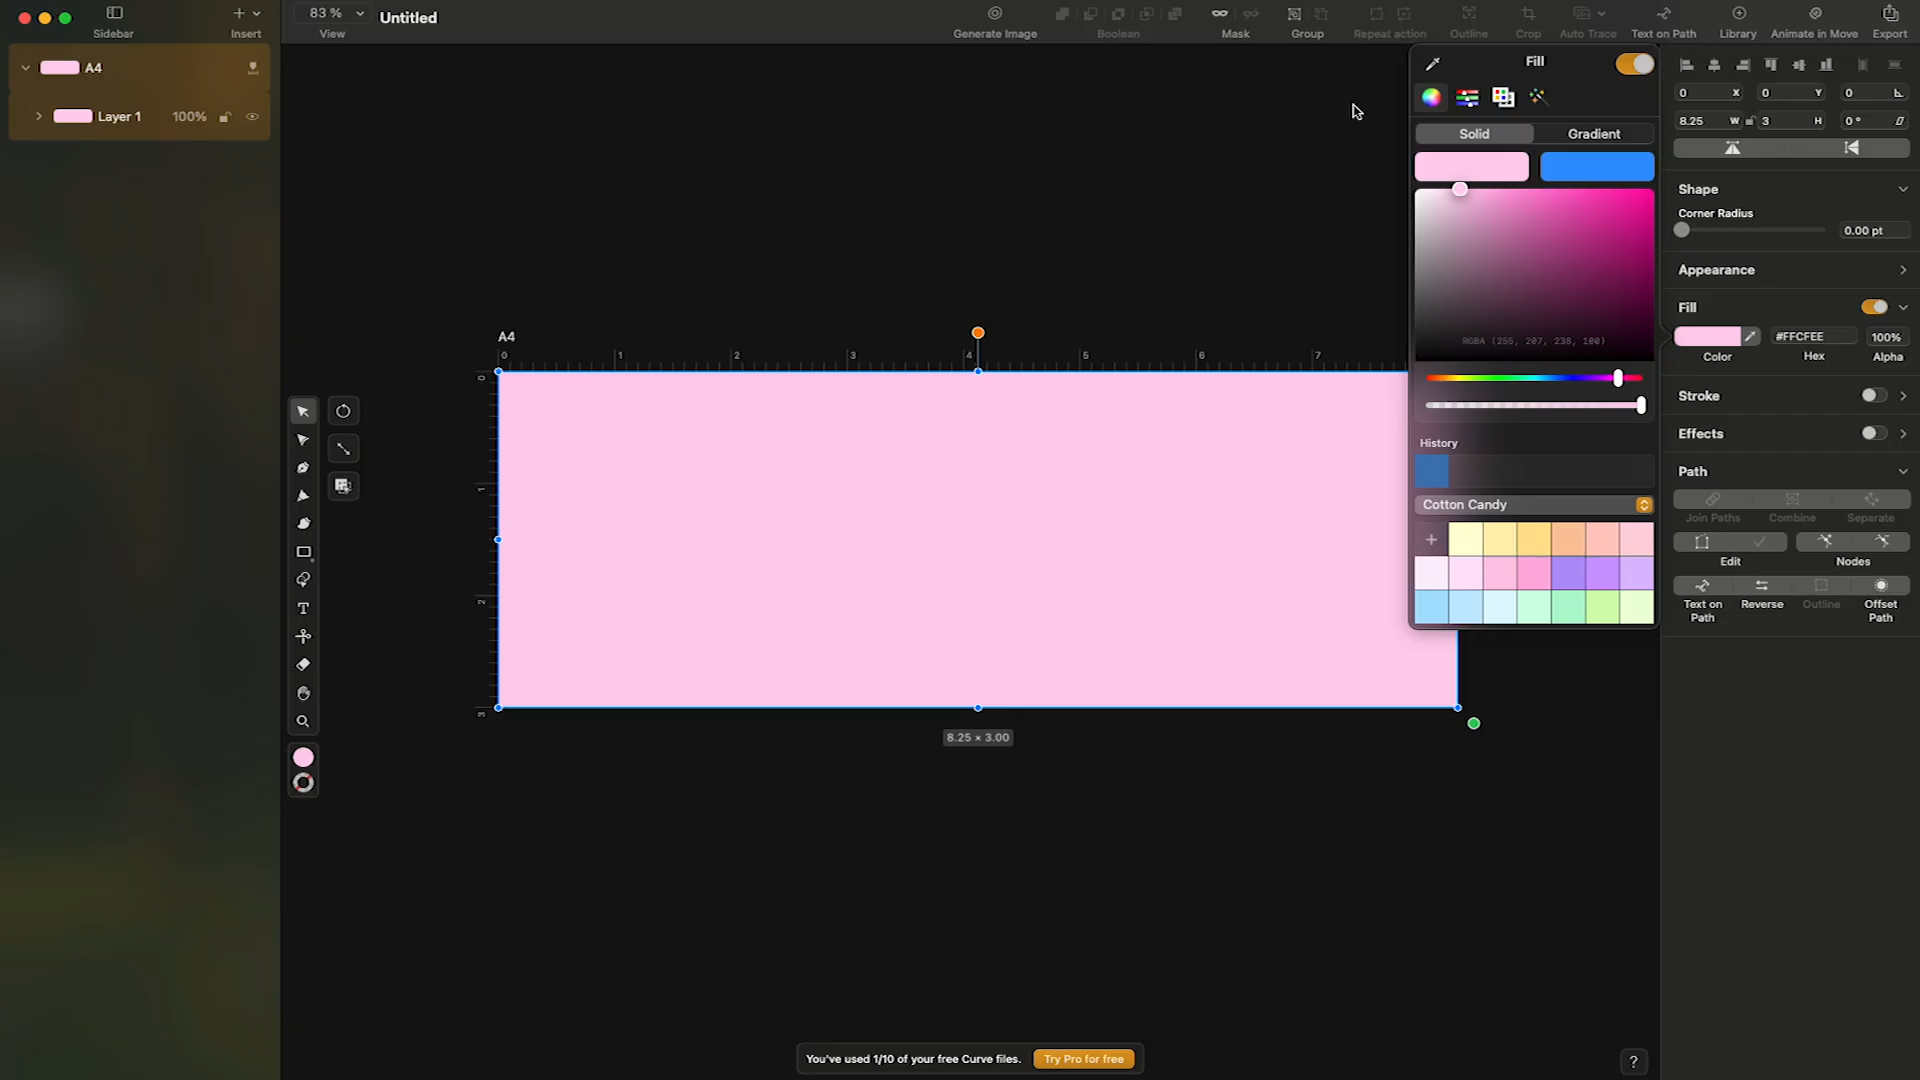 Sidebar
Insert
83 %
View
Untitled
Generate Image
Boolean
Mask
Group
Repeat action
Outline
Crop
Auto Trace
Text on Path
Library
Animate in Move
Export
A4
Layer 1
100%
Fill
Solid
Gradient
RGBA (255, 207, 238, 100)
History
Cotton Candy
0 X
0 Y
0
8.25 W
3 H
0°
Shape
Corner Radius
0.00 pt
Appearance
Fill
#FFCFEE
100%
Color
Hex
Alpha
Stroke
Effects
Path
Join Paths
Combine
Separate
Edit
Nodes
Text on
Path
Reverse
Outline
Offset
Path
A4
0 1 2 3 4 5 6 7
0
1
2
3
8.25 × 3.00
T
You've used 1/10 of your free Curve files.
Try Pro for free
?